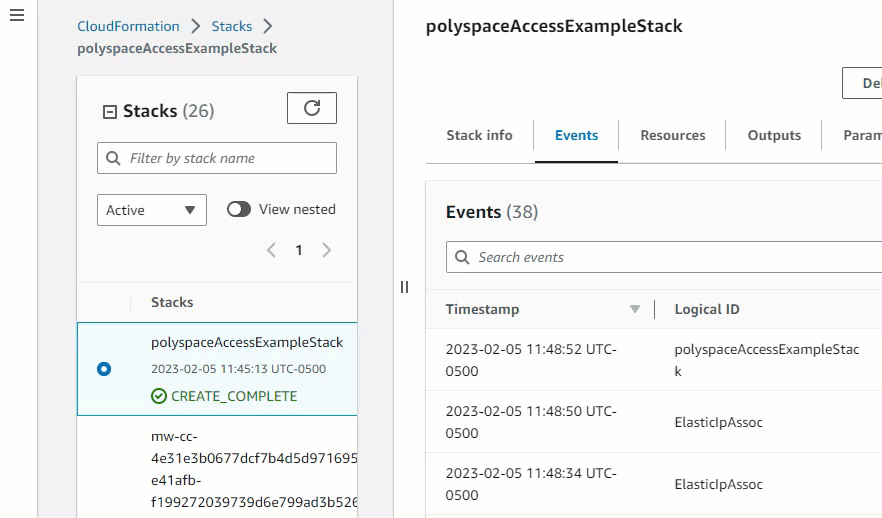 CloudFormation > Stacks >
polyspaceAccessExampleStack
Stacks (26)
Filter by stack name
Active
View nested
1
Stacks
polyspaceAccessExampleStack
2023-02-05 11:45:13 UTC-0500
CREATE_COMPLETE
mw-cc-
4e31e3b0677dcf7b4d5d971695
e41afb-
f199272039739d6e799ad3b526
polyspaceAccessExampleStack
Del
Stack info
Events
Resources
Outputs
Param
Events (38)
Search events
Timestamp
Logical ID
2023-02-05 11:48:52 UTC-
0500
polyspaceAccessExampleStac
k
2023-02-05 11:48:50 UTC-
0500
ElasticIpAssoc
2023-02-05 11:48:34 UTC-
0500
ElasticIpAssoc